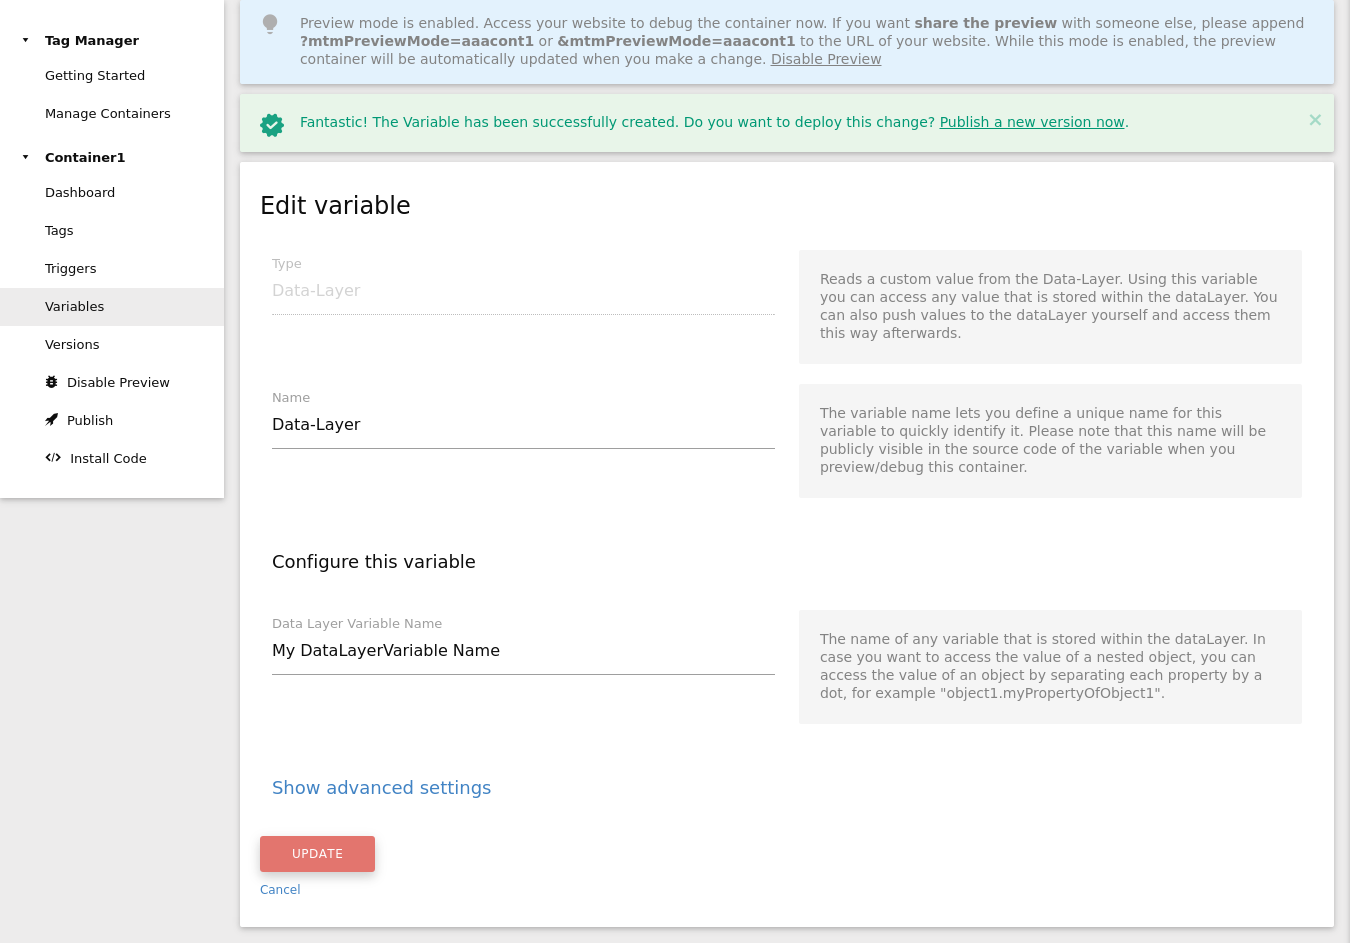 Tag Manager
Getting Started
Manage Containers
Container1
Dashboard
Tags
Triggers
Variables
Versions
Disable Preview
Publish
Install Code
Preview mode is enabled. Access your website to debug the container now. If you want share the preview with someone else, please append
?mtmPreviewMode=aaacont1 or &mtmPreviewMode=aaacont1 to the URL of your website. While this mode is enabled, the preview
container will be automatically updated when you make a change. Disable Preview
Fantastic! The Variable has been successfully created. Do you want to deploy this change? Publish a new version now.
Edit variable
Type
Data-Layer
Reads a custom value from the Data-Layer. Using this variable
you can access any value that is stored within the dataLayer. You
can also push values to the dataLayer yourself and access them
this way afterwards.
Name
Data-Layer
The variable name lets you define a unique name for this
variable to quickly identify it. Please note that this name will be
publicly visible in the source code of the variable when you
preview/debug this container.
Configure this variable
Data Layer Variable Name
My DataLayerVariable Name
The name of any variable that is stored within the dataLayer. In
case you want to access the value of a nested object, you can
access the value of an object by separating each property by a
dot, for example "object1.myPropertyOfObject1".
Show advanced settings
UPDATE
Cancel